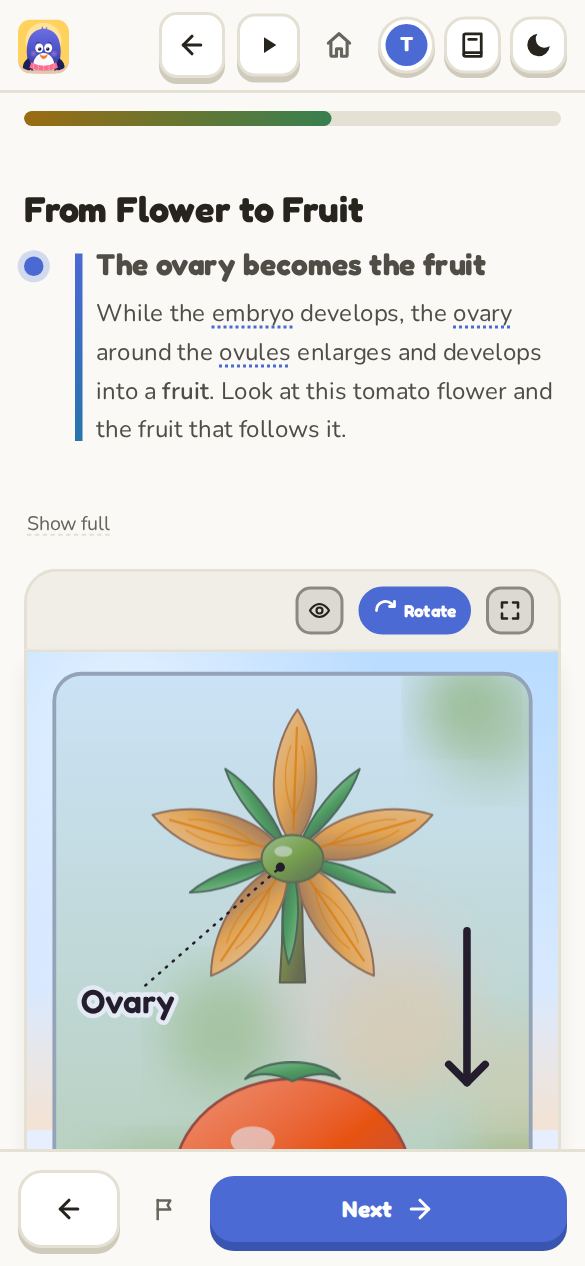 T
From Flower to Fruit
The ovary becomes the fruit
While the embryo develops, the ovary
around the ovules enlarges and develops
into a fruit. Look at this tomato flower and
the fruit that follows it.
Show full
Rotate
Ovary
Next